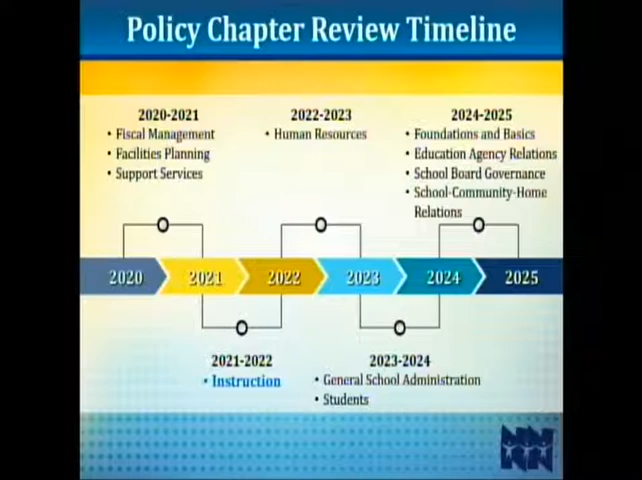 Policy Chapter Review Timeline
2020-2021
• Fiscal Management
• Facilities Planning
• Support Services
2022-2023
• Human Resources
2024-2025
• Foundations and Basics
• Education Agency Relations
• School Board Governance
• School-Community-Home
Relations
2020 2021 2022 2023 2024 2025
2021-2022
• Instruction
2023-2024
• General School Administration
• Students